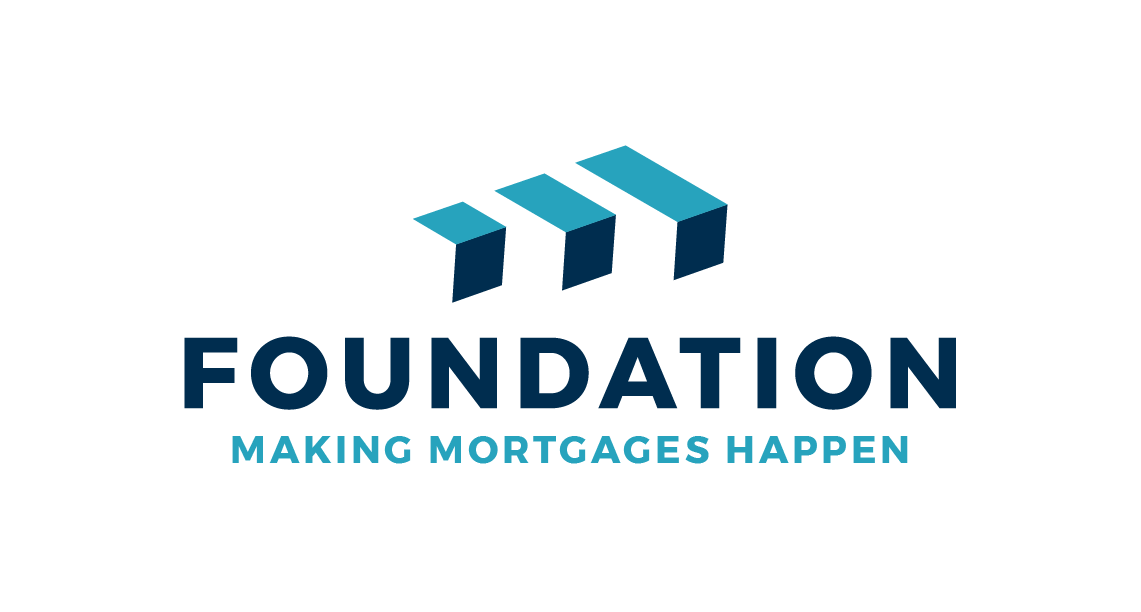 FOUNDATION
MAKING MORTGAGES HAPPEN